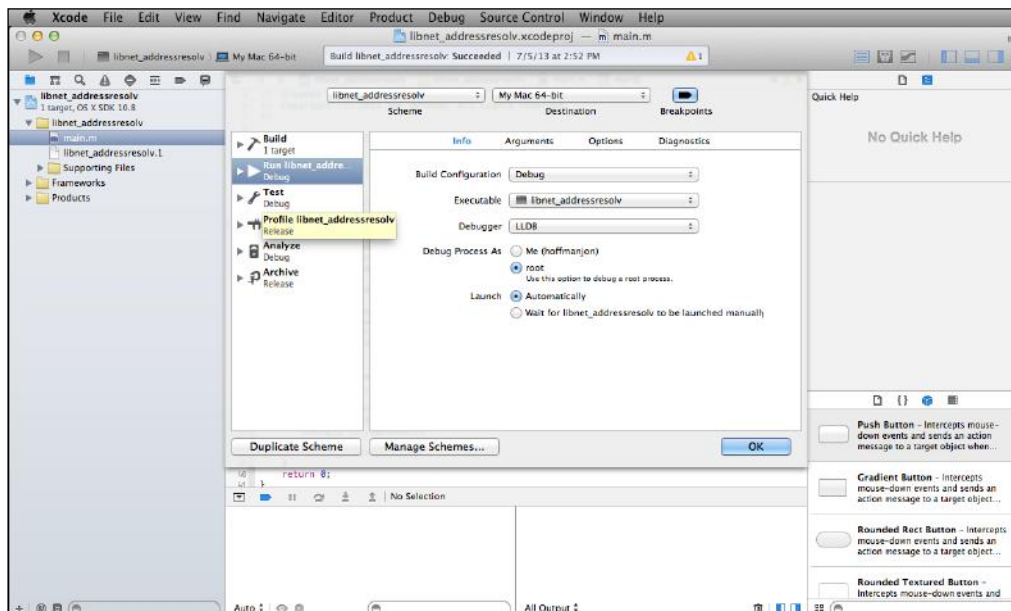 Xcode File Edit View Find Navigate Editor Product Debug Source Control Window Help
libnet_addressresolv.xcodeproj — m main.m
libnet_addressresolv My Mac 64-bit
Build libnet_addressresolv: Succeeded | 7/5/13 at 2:52 PM
1
libnet_addressresolv
1 target, OS X SDK 10.8
libnet_addressresolv
main.m
libnet_addressresolv.1
Supporting Files
Frameworks
Products
libnet_addressresolv
My Mac 64-bit
Scheme
Destination
Breakpoints
Build
1 target
Run libnet_addre...
Debug
Test
Debug
Profile libnet_addressresolv
Release
Analyze
Debug
Archive
Release
Info Arguments Options Diagnostics
Build Configuration Debug
Executable libnet_addressresolv
Debugger LLDB
Debug Process As Me (hoffmanjon)
root
Use this option to debug a root process.
Launch Automatically
Wait for libnet_addressresolv to be launched manually
Duplicate Scheme
Manage Schemes...
OK
return 0;
}
No Selection
Auto
All Output
Quick Help
No Quick Help
{}
Push Button - Intercepts mouse-
down events and sends an action
message to a target object when...
Gradient Button - Intercepts
mouse-down events and sends an
action message to a target object...
Rounded Rect Button - Intercepts
mouse-down events and sends an
action message to a target object...
Rounded Textured Button -
Intercepts mouse-down events and